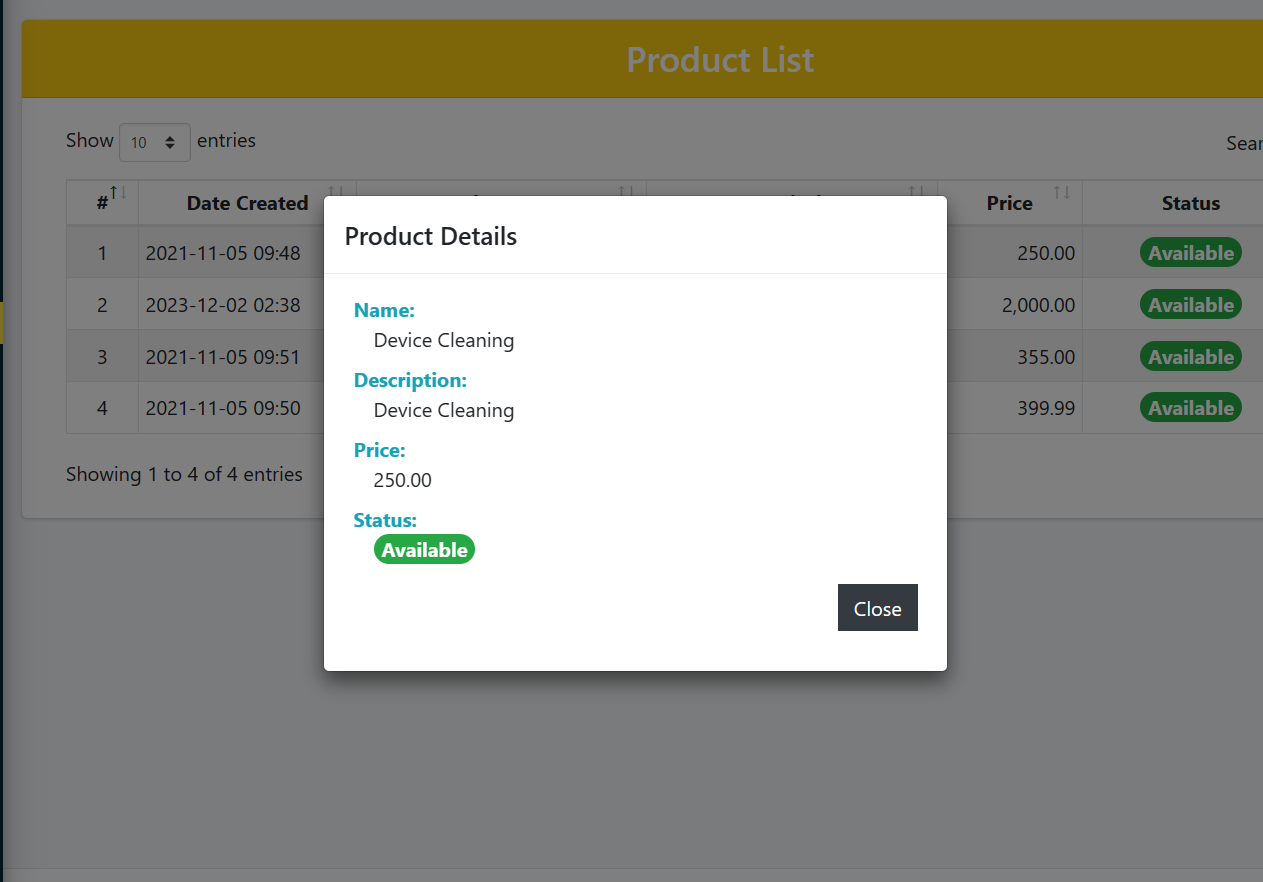 Product List
Show 10 entries
# Date Created Price Status
1 2021-11-05 09:48 250.00 Available
2 2023-12-02 02:38 2,000.00 Available
3 2021-11-05 09:51 355.00 Available
4 2021-11-05 09:50 399.99 Available
Showing 1 to 4 of 4 entries
Product Details
Name:
Device Cleaning
Description:
Device Cleaning
Price:
250.00
Status:
Available
Close